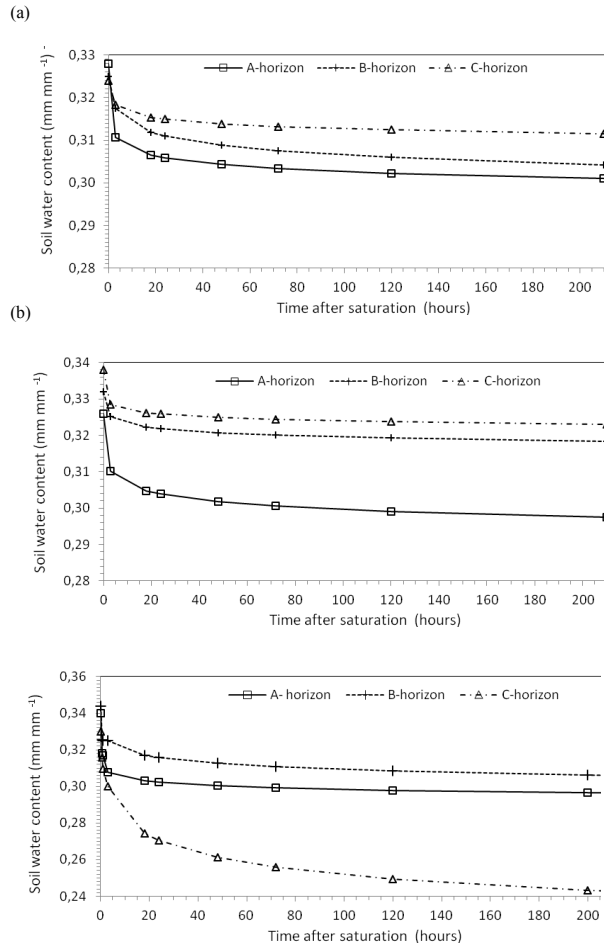 (a)
Soil water content (mm mm ⁻¹) -
0,33
0,32
0,31
0,30
0,29
0,28
A-horizon B-horizon C-horizon
0 20 40 60 80 100 120 140 160 180 200
Time after saturation (hours)
(b)
Soil water content (mm mm ⁻¹)
0,34
0,33
0,32
0,31
0,30
0,29
0,28
A-horizon B-horizon C-horizon
0 20 40 60 80 100 120 140 160 180 200
Time after saturation (hours)
Soil water content (mm mm ⁻¹)
0,36
0,34
0,32
0,30
0,28
0,26
0,24
A- horizon B-horizon C-horizon
0 20 40 60 80 100 120 140 160 180 200
Time after saturation (hours)